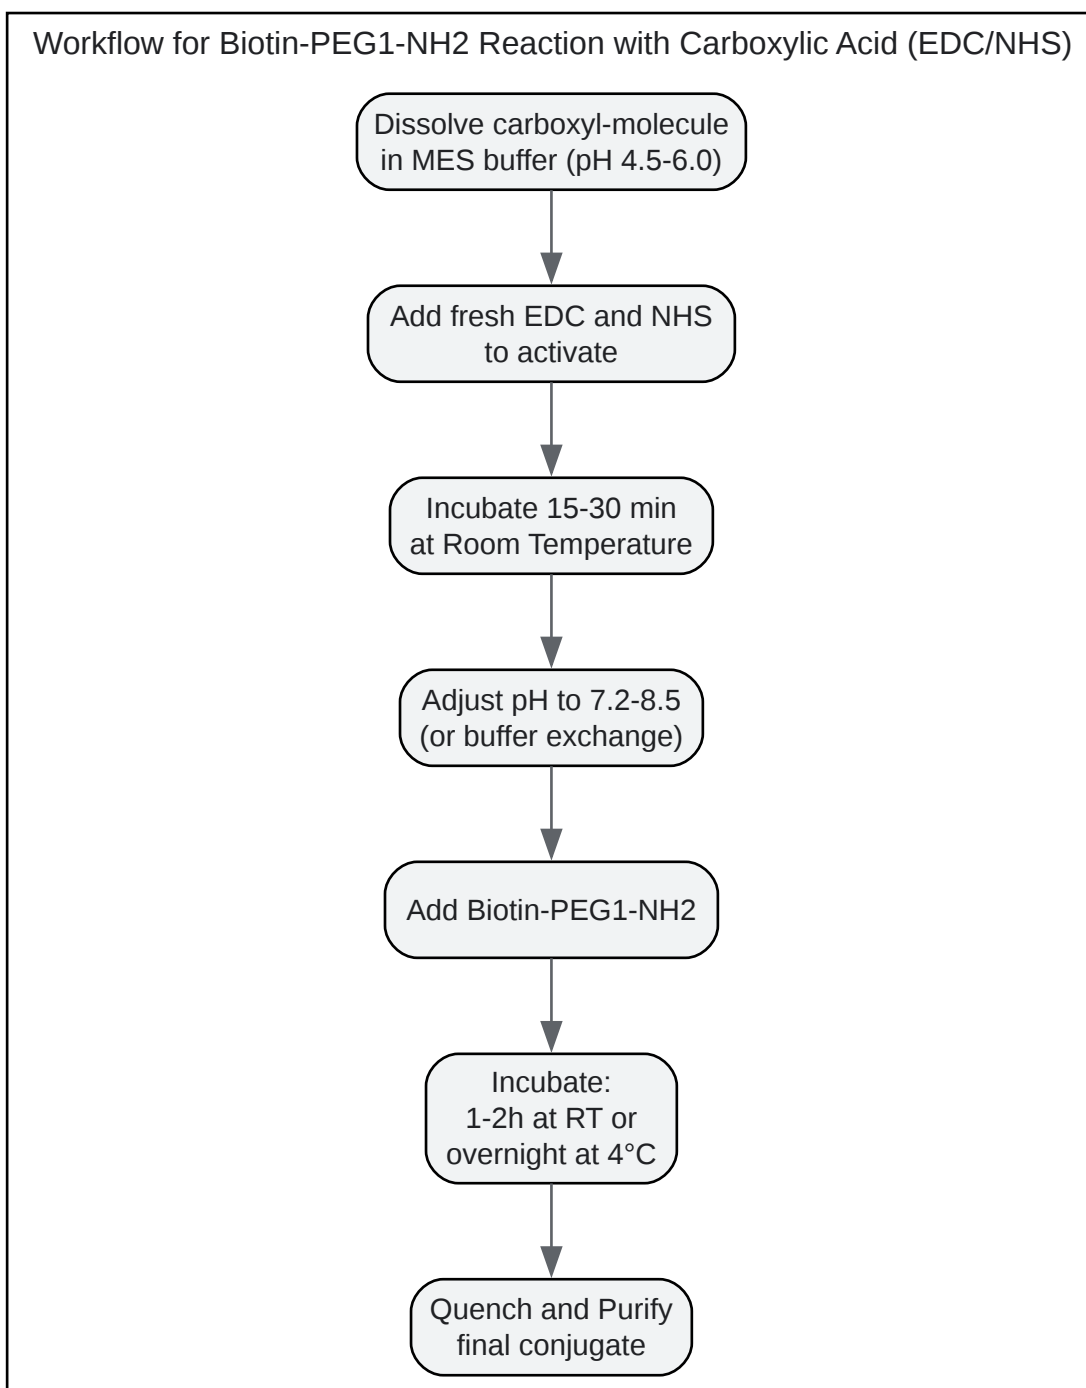 Workflow for Biotin-PEG1-NH2 Reaction with Carboxylic Acid (EDC/NHS)
Dissolve carboxyl-molecule
in MES buffer (pH 4.5-6.0)
Add fresh EDC and NHS
to activate
Incubate 15-30 min
at Room Temperature
Adjust pH to 7.2-8.5
(or buffer exchange)
Add Biotin-PEG1-NH2
Incubate:
1-2h at RT or
overnight at 4°C
Quench and Purify
final conjugate